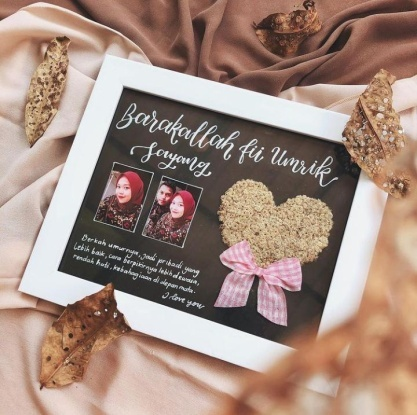 Barakallah fii Umrik
Sayang
Berkah umurnya, jadi pribadi yang
lebih baik, cara berpikirnya lebih dewasa,
rendah hati, kebahagiaan di depan mata.
I love you